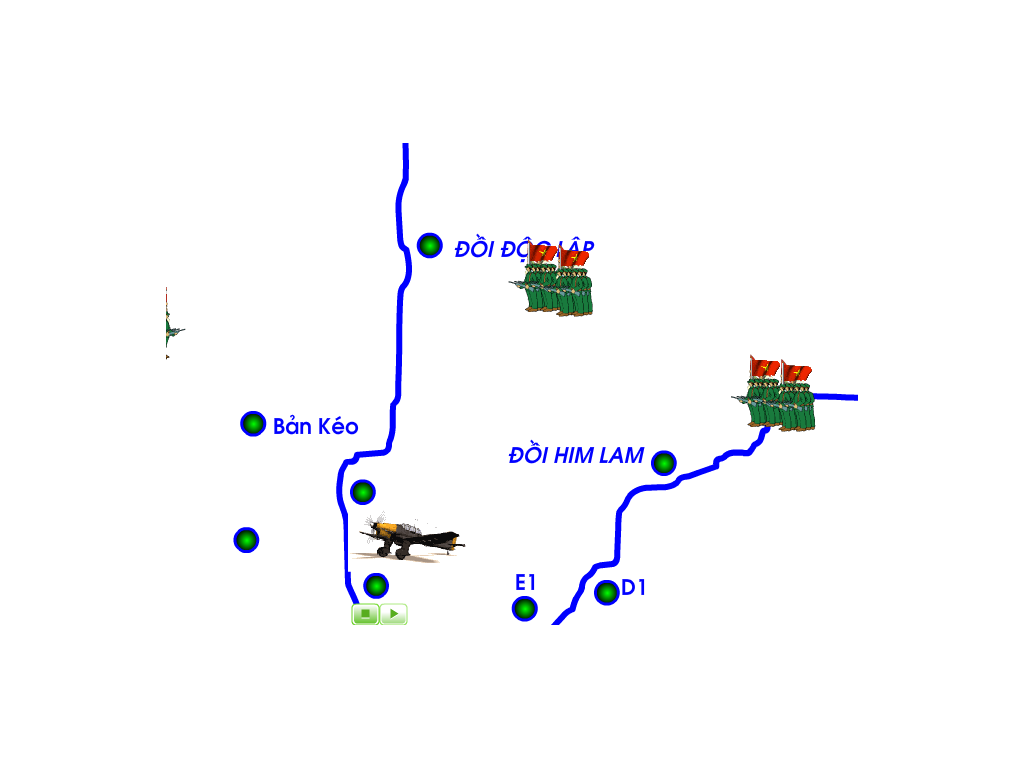 ĐỒI ĐỘC LẬP
Bản Kéo
ĐỒI HIM LAM
E1
D1